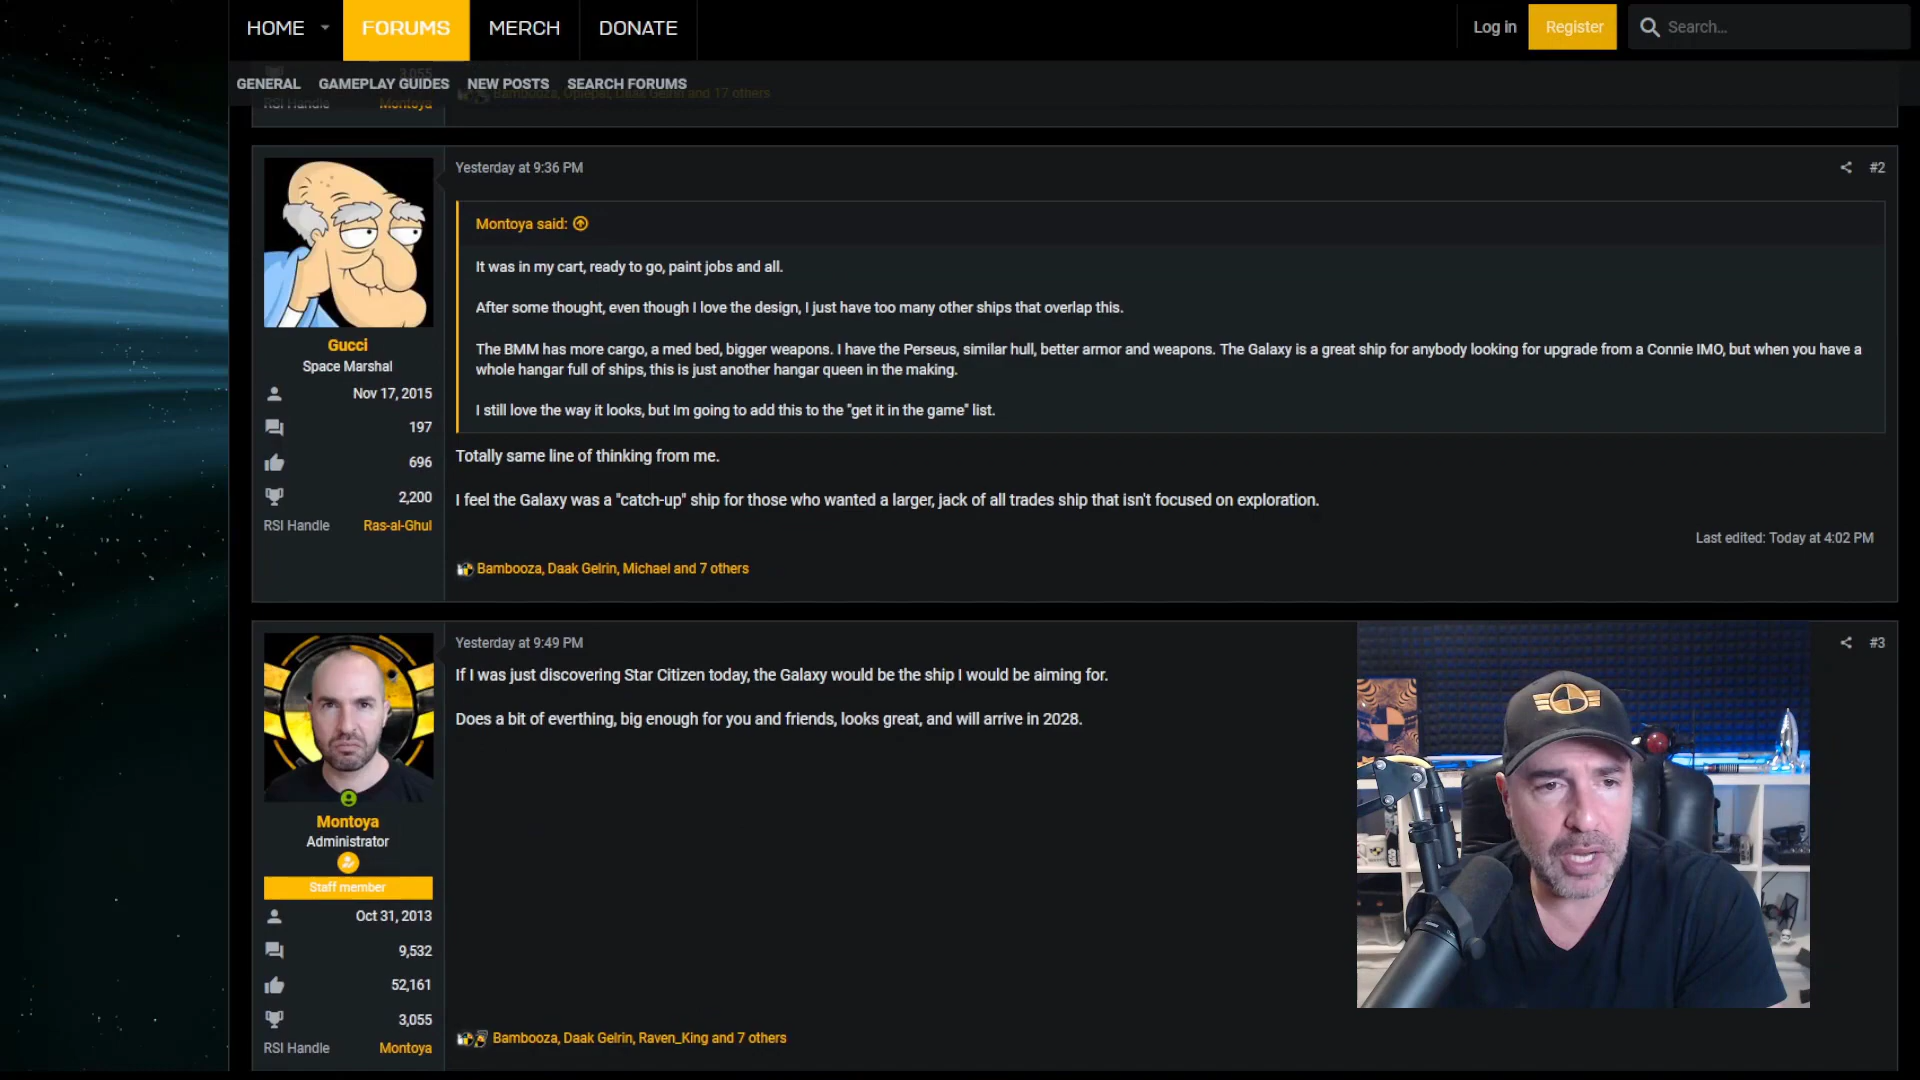 HOME
FORUMS
MERCH
DONATE
Log in
Register
Search...
3,055
GENERAL
GAMEPLAY GUIDES
NEW POSTS
SEARCH FORUMS
RSI Handle
Montoya
Daak Gelrin and 17 others
Yesterday at 9:36 PM
#2
Montoya said:
It was in my cart, ready to go, paint jobs and all.
After some thought, even though I love the design, I just have too many other ships that overlap this.
The BMM has more cargo, a med bed, bigger weapons. I have the Perseus, similar hull, better armor and weapons. The Galaxy is a great ship for anybody looking for upgrade from a Connie IMO, but when you have a
whole hangar full of ships, this is just another hangar queen in the making.
I still love the way it looks, but Im going to add this to the "get it in the game" list.
Gucci
Space Marshal
Nov 17, 2015
197
696
2,200
RSI Handle
Ras-al-Ghul
Totally same line of thinking from me.
I feel the Galaxy was a "catch-up" ship for those who wanted a larger, jack of all trades ship that isn't focused on exploration.
Last edited: Today at 4:02 PM
Bambooza, Daak Gelrin, Michael and 7 others
Yesterday at 9:49 PM
#3
If I was just discovering Star Citizen today, the Galaxy would be the ship I would be aiming for.
Does a bit of everthing, big enough for you and friends, looks great, and will arrive in 2028.
Montoya
Administrator
Staff member
Oct 31, 2013
9,532
52,161
3,055
RSI Handle
Montoya
Bambooza, Daak Gelrin, Raven_King and 7 others